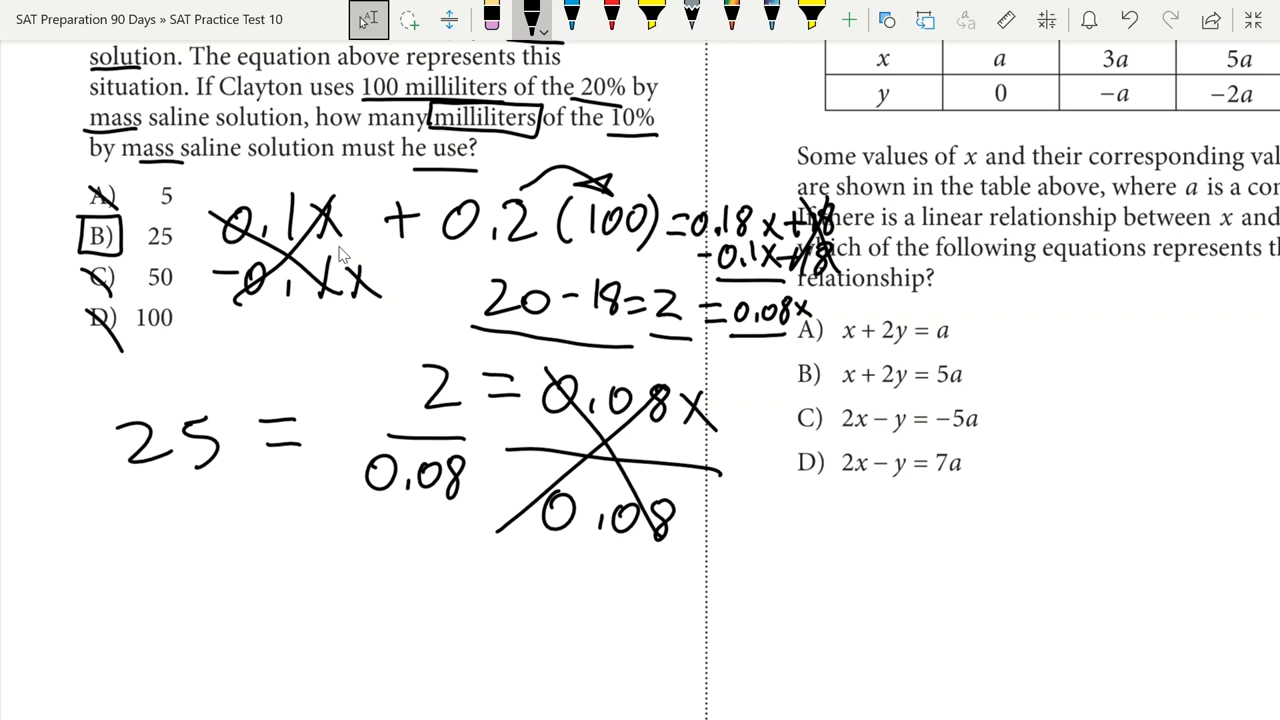 SAT Preparation 90 Days » SAT Practice Test 10
solution. The equation above represents this
situation. If Clayton uses 100 milliliters of the 20% by
mass saline solution, how many milliliters of the 10%
by mass saline solution must he use?
A) 5
B) 25
C) 50
D) 100
0.1x + 0.2 (100) = 0.18x + 18
-0.1x
-0.1x - 18
20 - 18 = 2 = 0.08x
2 = 0.08x
25 =
0.08
0.08
x a 3a 5a
y 0 −a −2a
Some values of x and their corresponding val
are shown in the table above, where a is a con
If there is a linear relationship between x and
which of the following equations represents th
relationship?
A) x + 2y = a
B) x + 2y = 5a
C) 2x − y = −5a
D) 2x − y = 7a